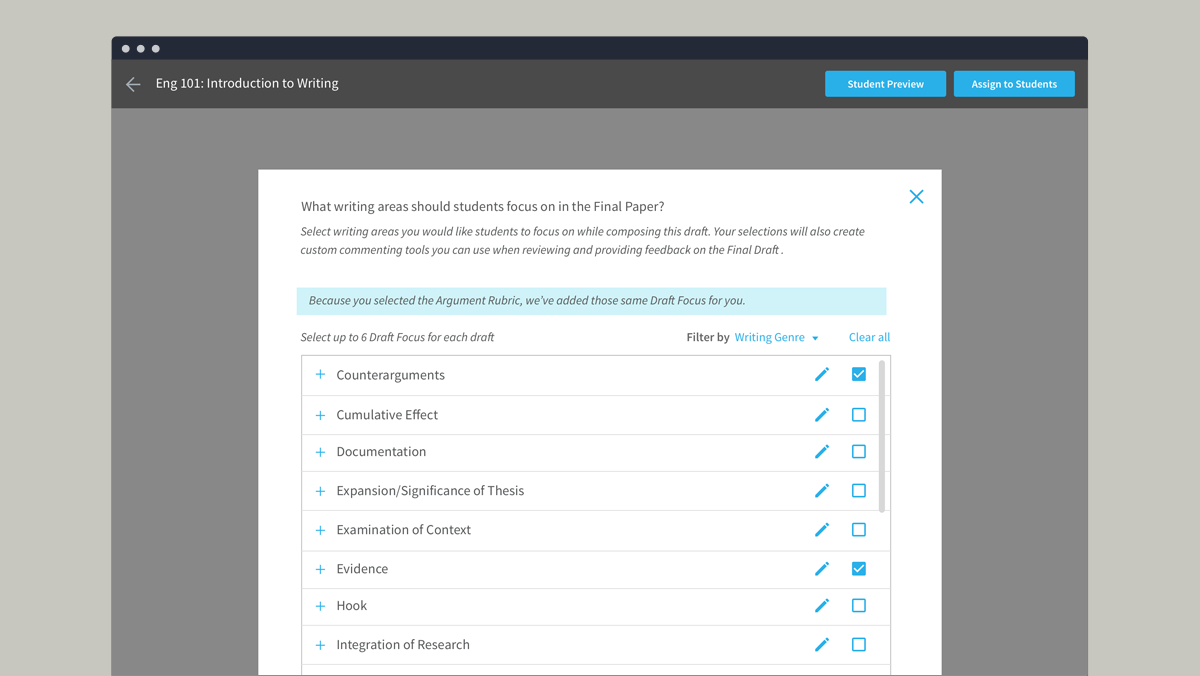 Eng 101: Introduction to Writing
Student Preview
Assign to Students
What writing areas should students focus on in the Final Paper?
Select writing areas you would like students to focus on while composing this draft. Your selections will also create
custom commenting tools you can use when reviewing and providing feedback on the Final Draft .
Because you selected the Argument Rubric, we've added those same Draft Focus for you.
Select up to 6 Draft Focus for each draft
Filter by Writing Genre
Clear all
Counterarguments
Cumulative Effect
Documentation
Expansion/Significance of Thesis
Examination of Context
Evidence
Hook
Integration of Research